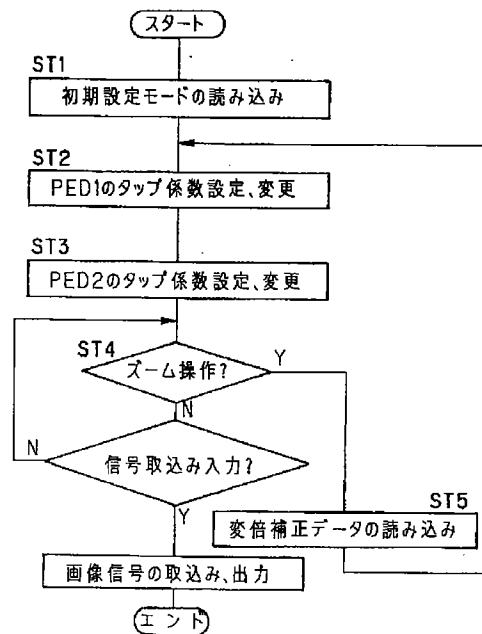 スタート
ST1
初期設定モードの読み込み
ST2
PED1のタップ係数設定、変更
ST3
PED2のタップ係数設定、変更
ST4
ズーム操作?
Y
N
N
信号取込み入力?
Y
ST5
変倍補正データの読み込み
画像信号の取込み、出力
エンド